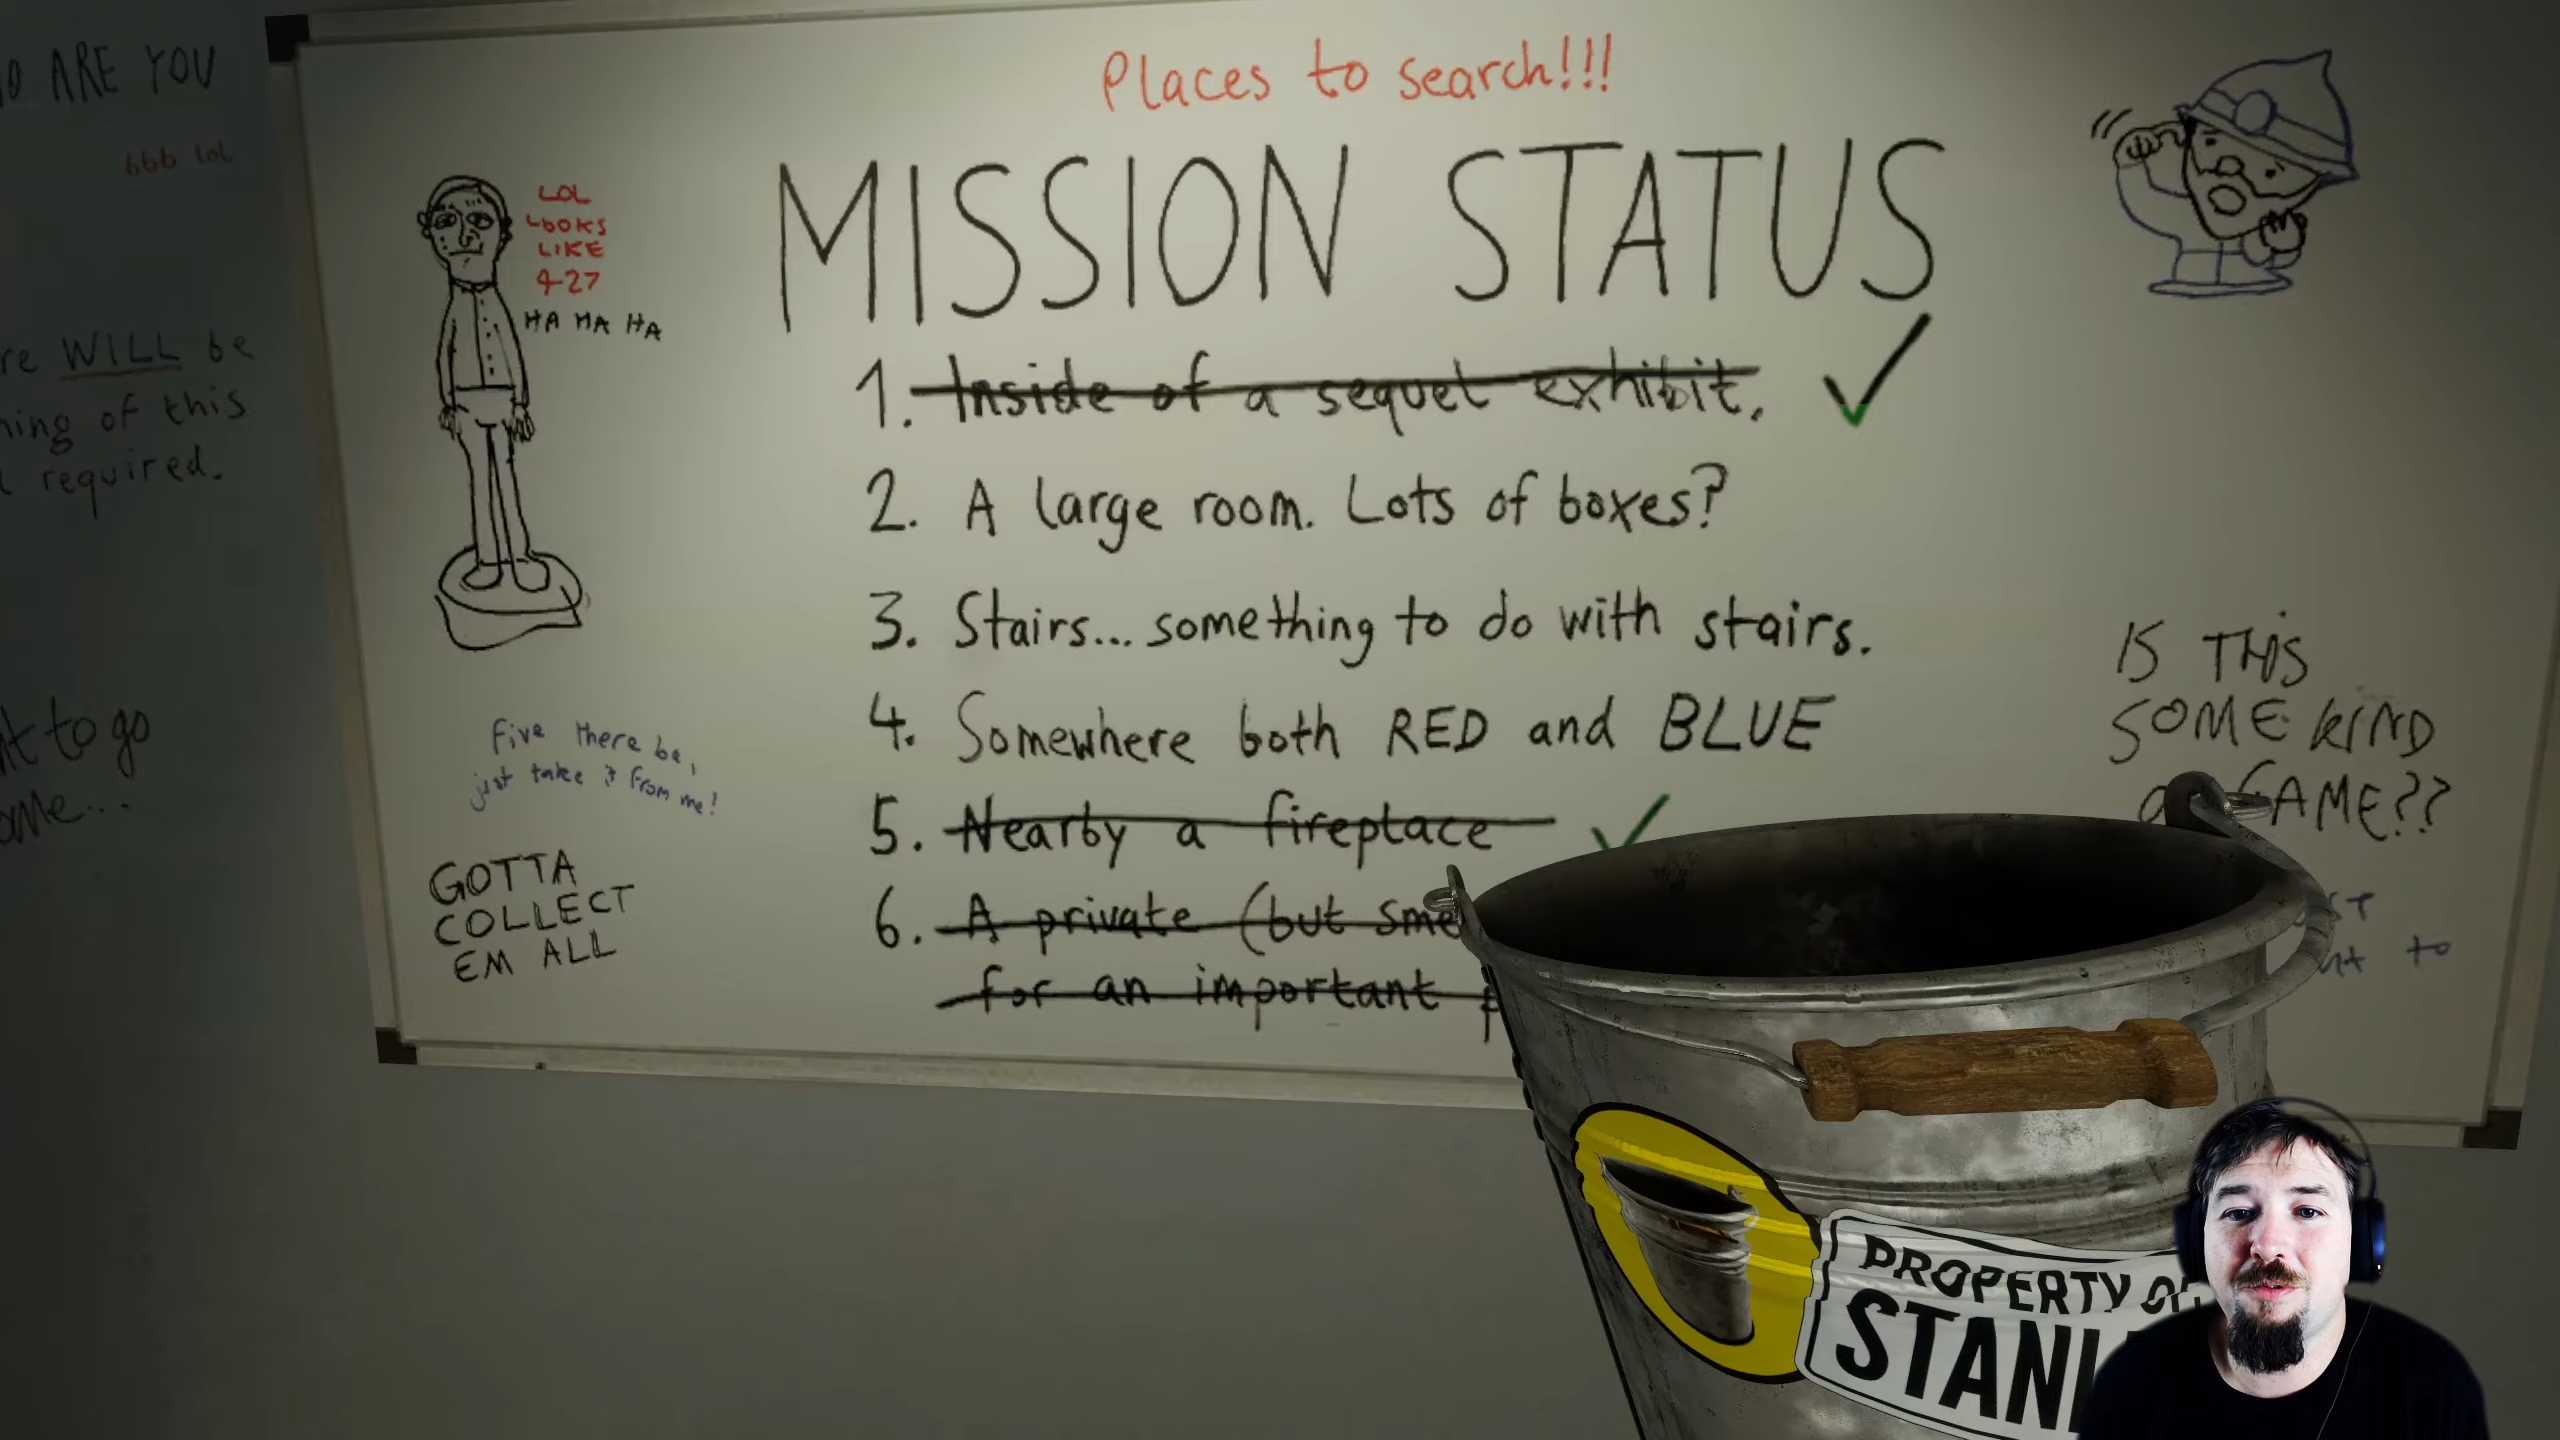 ARE YOU
666 lol
WILL be
of this
required.
to go
Places to search!!!
MISSION STATUS
1. Inside of a sequel exhibit.
2. A large room. Lots of boxes?
3. Stairs... something to do with stairs.
4. Somewhere both RED and BLUE
5. Nearby a fireplace
6. A private (but
for an important
LOL
LOOKS
LIKE
427
HA HA HA
five there be,
just take it from me!
GOTTA
COLLECT
EM ALL
IS THIS
SOME KIND
GAME??
to
PROPERTY OF